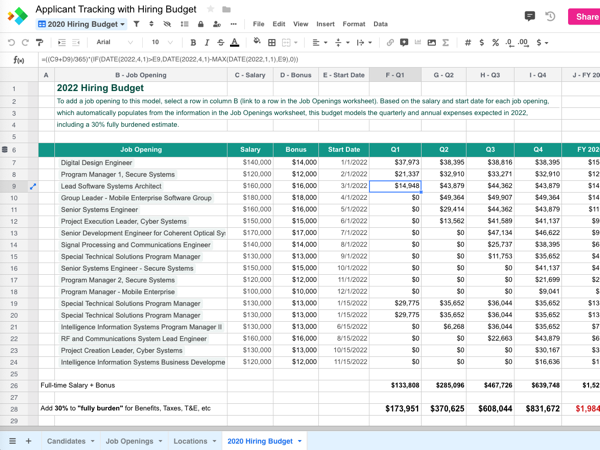 Applicant Tracking with Hiring Budget
2020 Hiring Budget
Share
File Edit View Insert Format Data
Arial 10 B I S A # $ % .0 .00 $
f(x) =((C9+D9)/365)*(IF(DATE(2022,4,1)>E9,DATE(2022,4,1)-MAX(DATE(2022,1,1),E9),0))
A B - Job Opening C - Salary D - Bonus E - Start Date F - Q1 G - Q2 H - Q3 I - Q4 J - FY 20
1 2022 Hiring Budget
2 To add a job opening to this model, select a row in column B (link to a row in the Job Openings worksheet). Based on the salary and start date for each job opening,
3 which automatically populates from the information in the Job Openings worksheet, this budget models the quarterly and annual expenses expected in 2022,
4 including a 30% fully burdened estimate.
5
6 Job Opening Salary Bonus Start Date Q1 Q2 Q3 Q4 FY 202
7 Digital Design Engineer $140,000 $14,000 1/1/2022 $37,973 $38,395 $38,816 $38,395 $15
8 Program Manager 1, Secure Systems $120,000 $12,000 2/1/2022 $21,337 $32,910 $33,271 $32,910 $12
9 Lead Software Systems Architect $160,000 $16,000 3/1/2022 $14,948 $43,879 $44,362 $43,879 $14
10 Group Leader - Mobile Enterprise Software Group $180,000 $18,000 4/1/2022 $0 $49,364 $49,907 $49,364 $14
11 Senior Systems Engineer $160,000 $16,000 5/1/2022 $0 $29,414 $44,362 $43,879 $11
12 Project Execution Leader, Cyber Systems $150,000 $15,000 6/1/2022 $0 $13,562 $41,589 $41,137 $9
13 Senior Development Engineer for Coherent Optical Sy $170,000 $17,000 7/1/2022 $0 $0 $47,134 $46,622 $9
14 Signal Processing and Communications Engineer $140,000 $14,000 8/1/2022 $0 $0 $25,737 $38,395 $6
15 Special Technical Solutions Program Manager $130,000 $13,000 9/1/2022 $0 $0 $11,753 $35,652 $4
16 Senior Systems Engineer - Secure Systems $150,000 $15,000 10/1/2022 $0 $0 $0 $41,137 $4
17 Program Manager 2, Secure Systems $120,000 $12,000 11/1/2022 $0 $0 $0 $21,699 $2
18 Program Manager - Mobile Enterprise $100,000 $10,000 12/1/2022 $0 $0 $0 $9,041 $
19 Special Technical Solutions Program Manager $130,000 $13,000 1/15/2022 $29,775 $35,652 $36,044 $35,652 $13
20 Special Technical Solutions Program Manager $130,000 $13,000 1/15/2022 $29,775 $35,652 $36,044 $35,652 $13
21 Intelligence Information Systems Program Manager II $130,000 $13,000 6/15/2022 $0 $6,268 $36,044 $35,652 $7
22 RF and Communications System Lead Engineer $160,000 $16,000 8/15/2022 $0 $0 $22,663 $43,879 $6
23 Project Creation Leader, Cyber Systems $130,000 $13,000 10/15/2022 $0 $0 $0 $30,167 $3
24 Intelligence Information Systems Business Developme $120,000 $12,000 11/15/2022 $0 $0 $0 $16,636 $1
25
26 Full-time Salary + Bonus $133,808 $285,096 $467,726 $639,748 $1,52
27
28 Add 30% to "fully burden" for Benefits, Taxes, T&E, etc $173,951 $370,625 $608,044 $831,672 $1,984
29
Candidates Job Openings Locations 2020 Hiring Budget